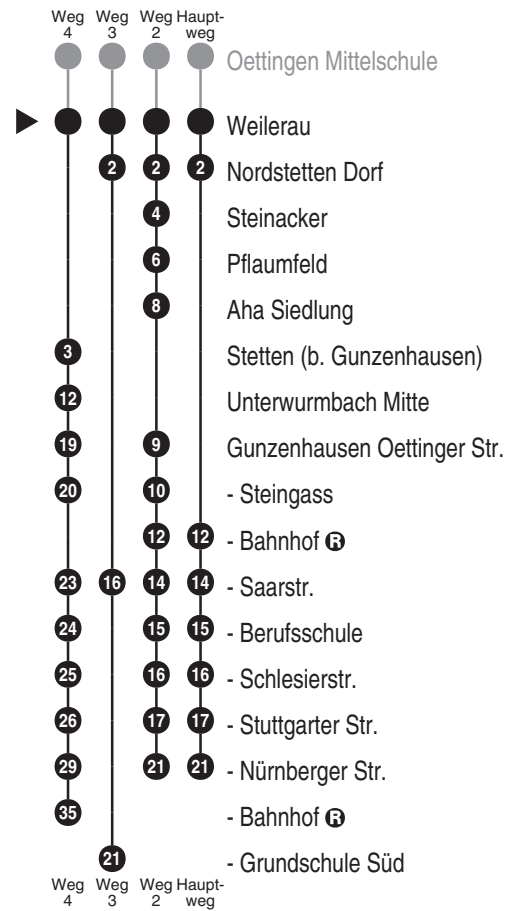 Weg Weg Weg Haupt-
4 3 2 weg
Oettingen Mittelschule
Weilerau
2 2 2 Nordstetten Dorf
4 Steinacker
6 Pflaumfeld
8 Aha Siedlung
3 Stetten (b. Gunzenhausen)
12 Unterwurmbach Mitte
19 9 Gunzenhausen Oettinger Str.
20 10 - Steingass
12 12 - Bahnhof R
23 16 14 14 - Saarstr.
24 15 15 - Berufsschule
25 16 16 - Schlesierstr.
26 17 17 - Stuttgarter Str.
29 21 21 - Nürnberger Str.
35 - Bahnhof R
21 - Grundschule Süd
Weg Weg Weg Haupt-
4 3 2 weg